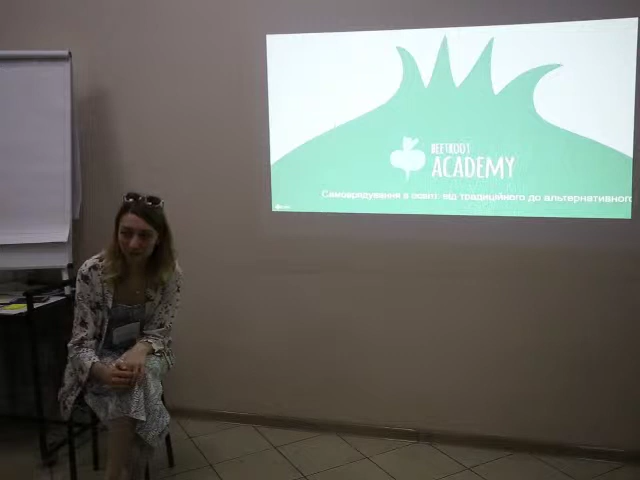 BEETROOT
ACADEMY
Самоврядування в освіті: від традиційного до альтернативного